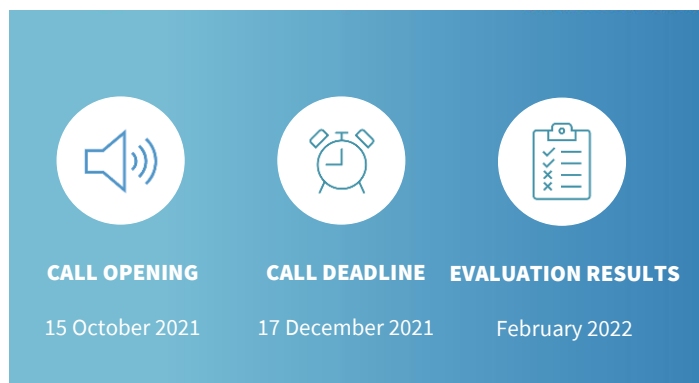 CALL OPENING
15 October 2021
CALL DEADLINE
17 December 2021
EVALUATION RESULTS
February 2022